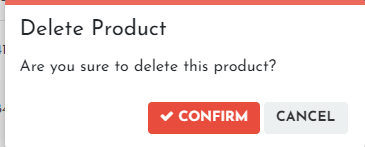 Delete Product
Are you sure to delete this product?
CONFIRM CANCEL